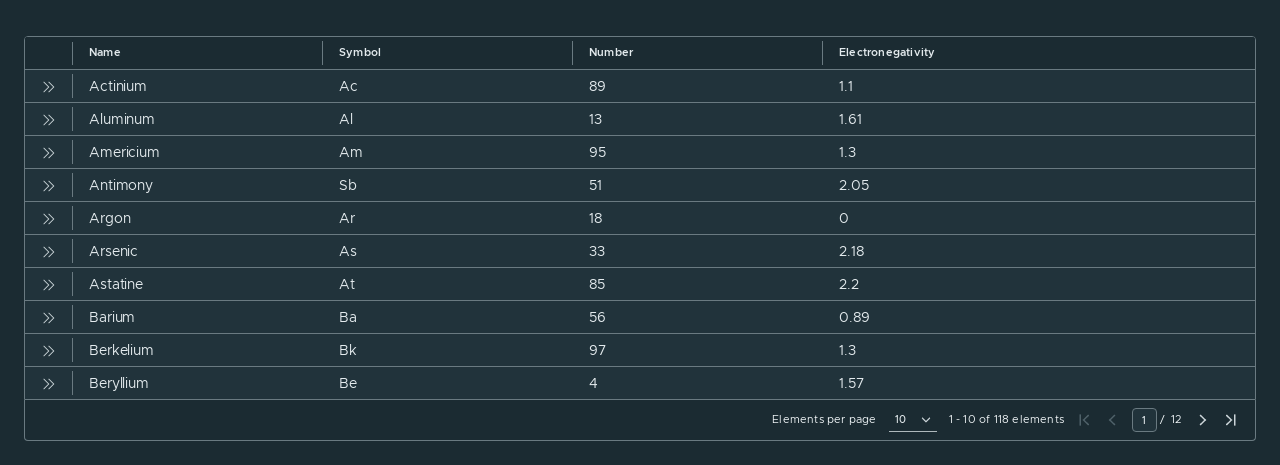 Name Symbol Number Electronegativity
Actinium Ac 89 1.1
Aluminum Al 13 1.61
Americium Am 95 1.3
Antimony Sb 51 2.05
Argon Ar 18 0
Arsenic As 33 2.18
Astatine At 85 2.2
Barium Ba 56 0.89
Berkelium Bk 97 1.3
Beryllium Be 4 1.57
Elements per page 10 1 - 10 of 118 elements 1 / 12